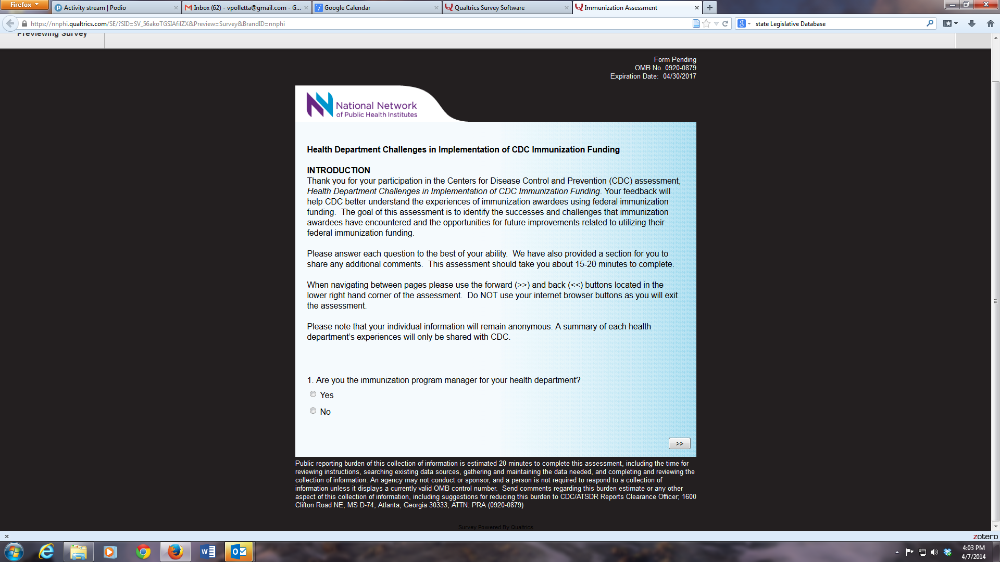 Firefox
Activity stream | Podio
Inbox (62) - vpolletta@gmail.com - G...
Google Calendar
Qualtrics Survey Software
Immunization Assessment
https://nnphi.qualtrics.com/SE/?SID=SV_56akoTGSIAfilZX&Preview=Survey&BrandID=nnphi
state Legislative Database
Previewing Survey
Form Pending
OMB No. 0920-0879
Expiration Date: 04/30/2017
National Network
of Public Health Institutes
Health Department Challenges in Implementation of CDC Immunization Funding
INTRODUCTION
Thank you for your participation in the Centers for Disease Control and Prevention (CDC) assessment,
Health Department Challenges in Implementation of CDC Immunization Funding. Your feedback will
help CDC better understand the experiences of immunization awardees using federal immunization
funding. The goal of this assessment is to identify the successes and challenges that immunization
awardees have encountered and the opportunities for future improvements related to utilizing their
federal immunization funding.
Please answer each question to the best of your ability. We have also provided a section for you to
share any additional comments. This assessment should take you about 15-20 minutes to complete.
When navigating between pages please use the forward (>>) and back (<<) buttons located in the
lower right hand corner of the assessment. Do NOT use your internet browser buttons as you will exit
the assessment.
Please note that your individual information will remain anonymous. A summary of each health
department's experiences will only be shared with CDC.
1. Are you the immunization program manager for your health department?
Yes
No
>>
Public reporting burden of this collection of information is estimated 20 minutes to complete this assessment, including the time for
reviewing instructions, searching existing data sources, gathering and maintaining the data needed, and completing and reviewing the
collection of information. An agency may not conduct or sponsor, and a person is not required to respond to a collection of
information unless it displays a currently valid OMB control number. Send comments regarding this burden estimate or any other
aspect of this collection of information, including suggestions for reducing this burden to CDC/ATSDR Reports Clearance Officer; 1600
Clifton Road NE, MS D-74, Atlanta, Georgia 30333; ATTN: PRA (0920-0879)
Survey Powered By Qualtrics
zotero
4:03 PM
4/7/2014